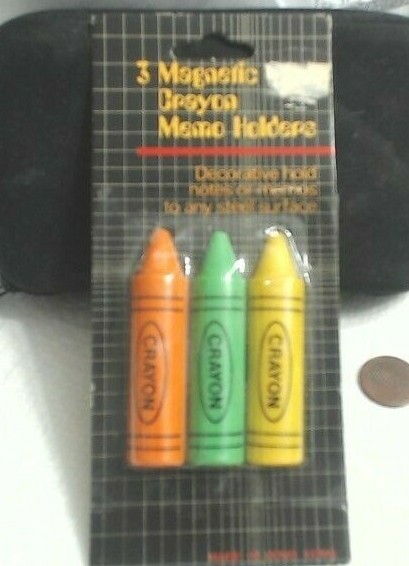 3 Magnetic
Crayon
Memo Holders
Decorative hold
notes or memos
to any steel surface
CRAYON
CRAYON
CRAYON